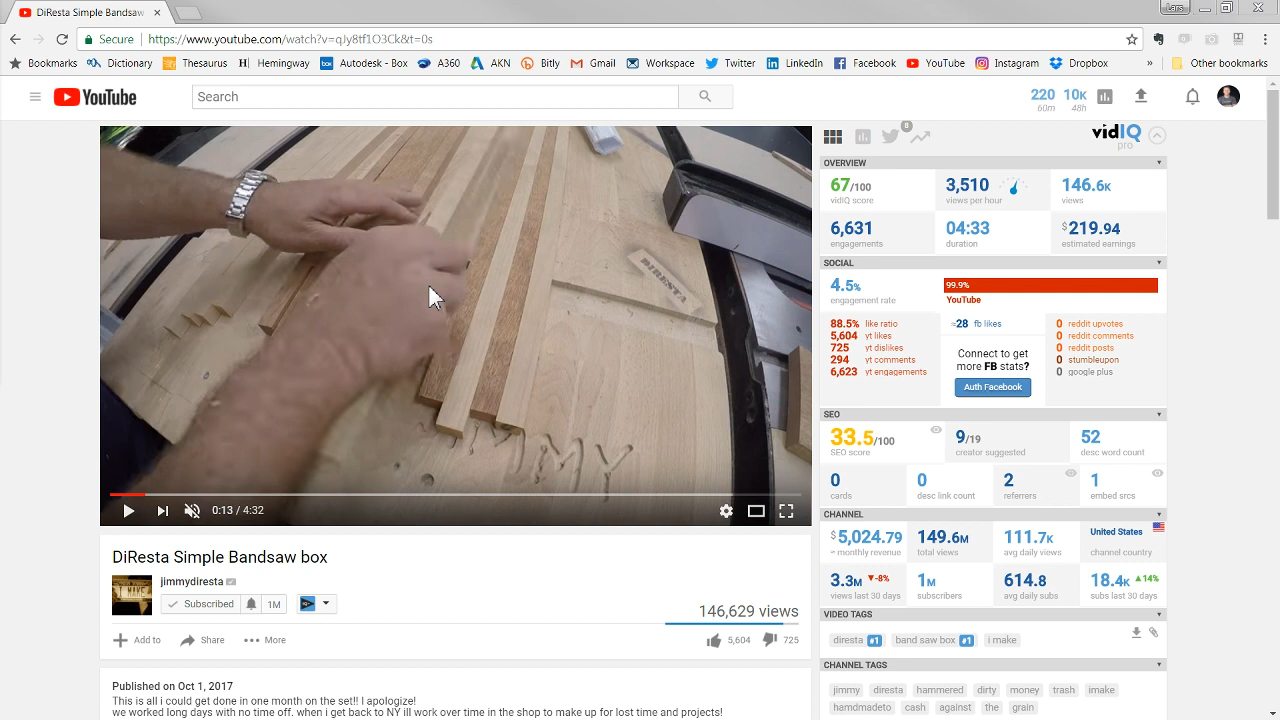 DiResta Simple Bandsaw
Lars
Secure
https://www.youtube.com/watch?v=qJy8tf1O3Ck&t=0s
Bookmarks Dictionary Thesaurus Hemingway Autodesk - Box A360 AKN Bitly Gmail Workspace Twitter LinkedIn Facebook YouTube Instagram Dropbox » Other bookmarks
YouTube
Search
220 10K
60m 48h
DIRESTA
JIMMY
0:13 / 4:32
DiResta Simple Bandsaw box
jimmydiresta
Subscribed 1M
146,629 views
Add to Share More 5,604 725
Published on Oct 1, 2017
This is all i could get done in one month on the set!! I apologize!
we worked long days with no time off. when i get back to NY ill work over time in the shop to make up for lost time and projects!
8
vidIQ
pro
OVERVIEW
67/100 3,510 146.6K
vidIQ score views per hour views
6,631 04:33 $219.94
engagements duration estimated earnings
SOCIAL
4.5% 99.9%
engagement rate YouTube
88.5% like ratio
5,604 yt likes
725 yt dislikes
294 yt comments
6,623 yt engagements
≈28 fb likes
Connect to get
more FB stats?
Auth Facebook
0 reddit upvotes
0 reddit comments
0 reddit posts
0 stumbleupon
0 google plus
SEO
33.5/100 9/19 52
SEO score creator suggested desc word count
0 0 2 1
cards desc link count referrers embed srcs
CHANNEL
$5,024.79 149.6M 111.7K United States
≈ monthly revenue total views avg daily views channel country
3.3M ▼-8% 1M 614.8 18.4K ▲14%
views last 30 days subscribers avg daily subs subs last 30 days
VIDEO TAGS
diresta #1 band saw box #1 i make
CHANNEL TAGS
jimmy diresta hammered dirty money trash imake
hamdmadeto cash against the grain